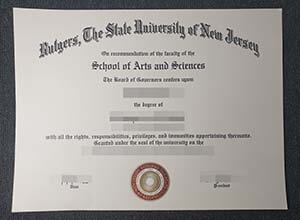 Rutgers, The State University of New Jersey
On recommendation of the faculty of the
School of Arts and Sciences
The Board of Governors confers upon
the degree of
with all the rights, responsibilities, privileges, and immunities appertaining thereunto.
Granted under the seal of the university on the
Dean President